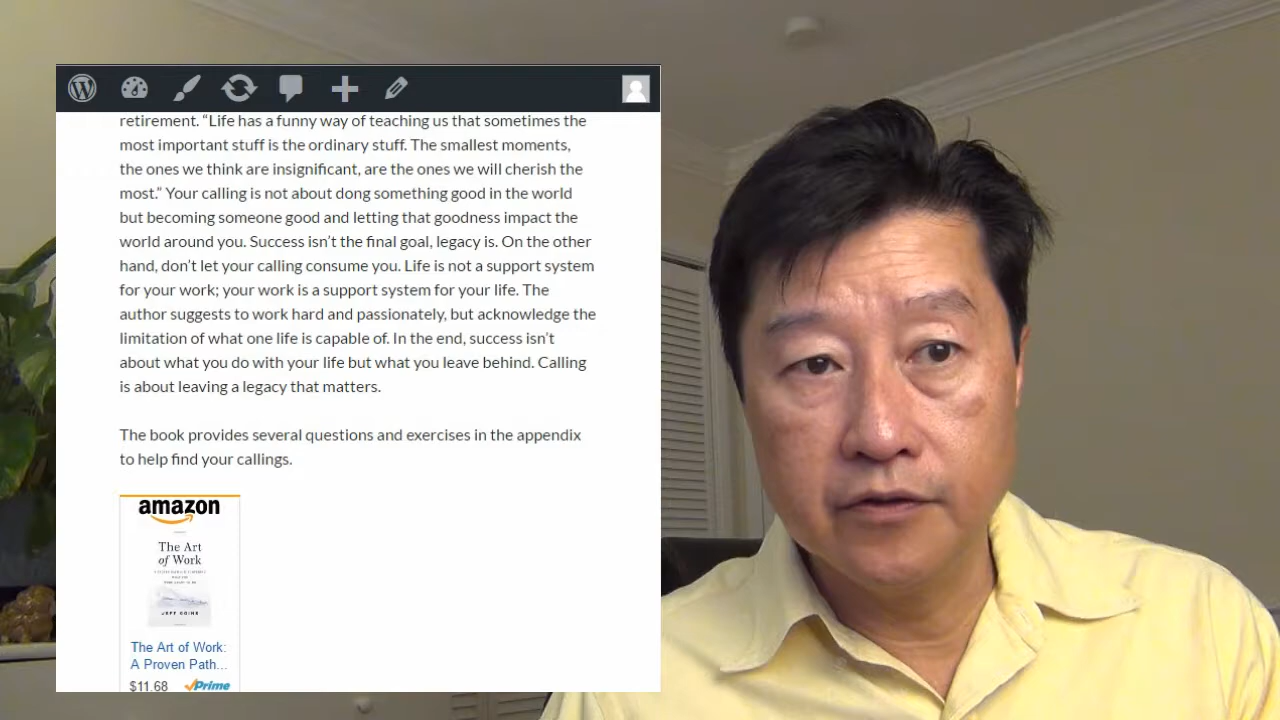 retirement. “Life has a funny way of teaching us that sometimes the
most important stuff is the ordinary stuff. The smallest moments,
the ones we think are insignificant, are the ones we will cherish the
most.” Your calling is not about dong something good in the world
but becoming someone good and letting that goodness impact the
world around you. Success isn’t the final goal, legacy is. On the other
hand, don’t let your calling consume you. Life is not a support system
for your work; your work is a support system for your life. The
author suggests to work hard and passionately, but acknowledge the
limitation of what one life is capable of. In the end, success isn’t
about what you do with your life but what you leave behind. Calling
is about leaving a legacy that matters.
The book provides several questions and exercises in the appendix
to help find your callings.
amazon
The Art
of Work
JEFF GOINS
The Art of Work:
A Proven Path...
$11.68 Prime